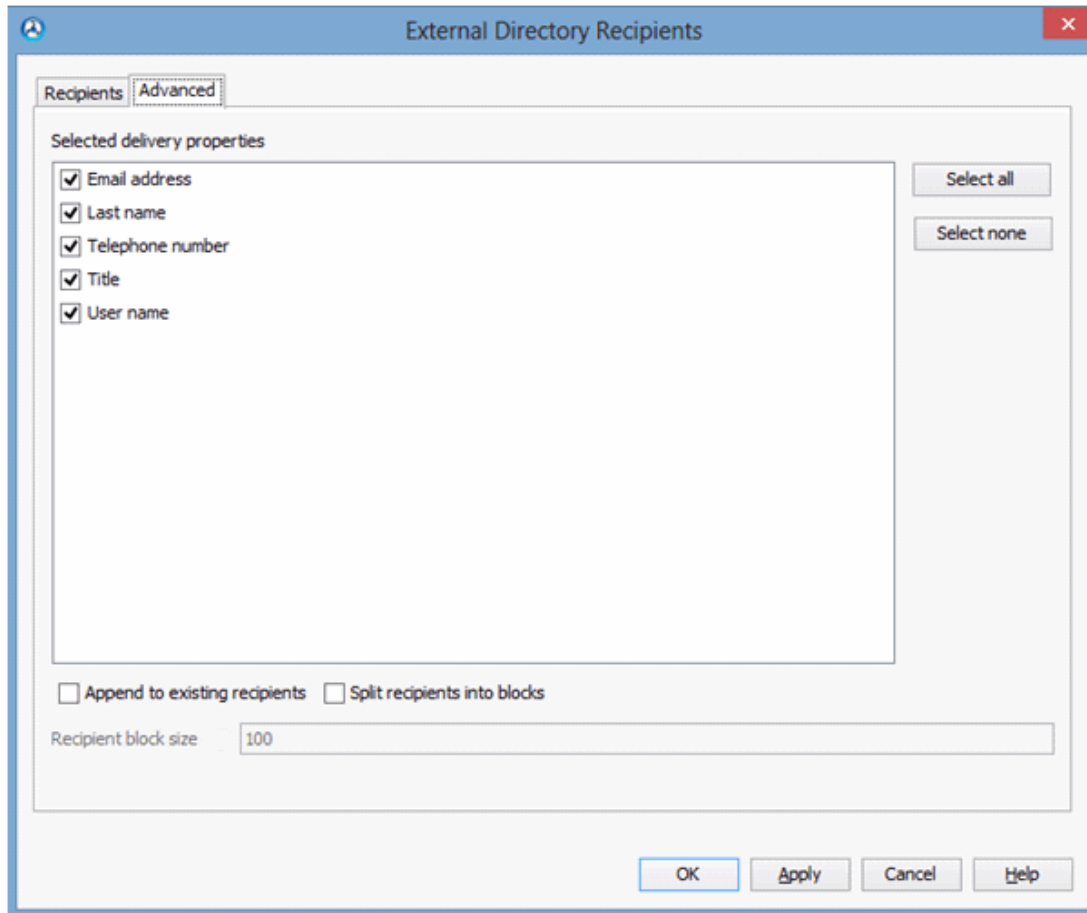 External Directory Recipients
Recipients Advanced
Selected delivery properties
Email address
Select all
Last name
Select none
Telephone number
Title
User name
Append to existing recipients Split recipients into blocks
Recipient block size 100
OK Apply Cancel Help